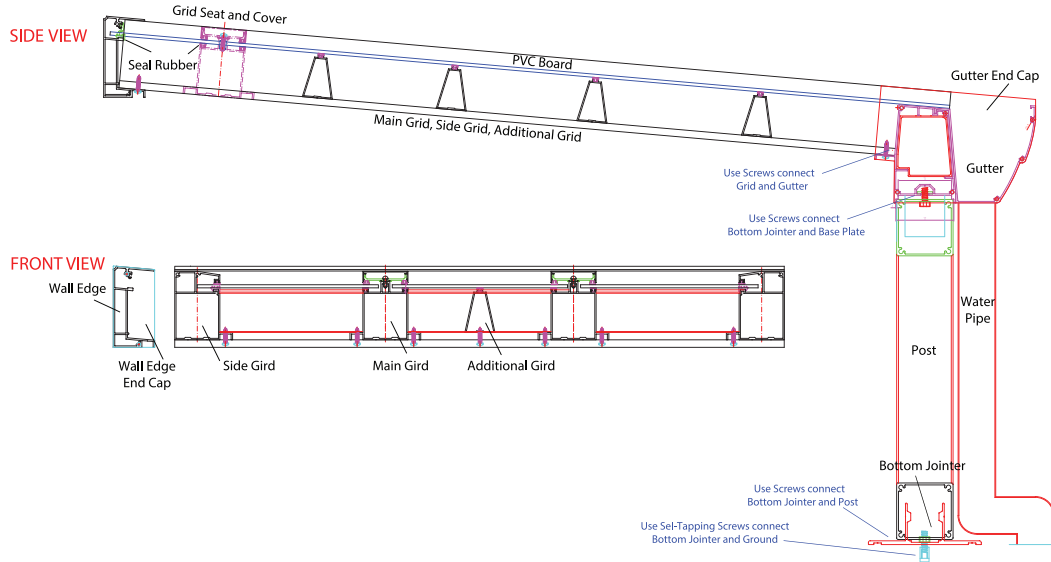 Grid Seat and Cover
SIDE VIEW
Seal Rubber
PVC Board
Gutter End Cap
Main Grid, Side Grid, Additional Grid
Gutter
Use Screws connect
Grid and Gutter
Use Screws connect
Bottom Jointer and Base Plate
FRONT VIEW
Wall Edge
Water
Pipe
Wall Edge
End Cap
Side Gird
Main Gird
Additional Gird
Post
Bottom Jointer
Use Screws connect
Bottom Jointer and Post
Use Sel-Tapping Screws connect
Bottom Jointer and Ground